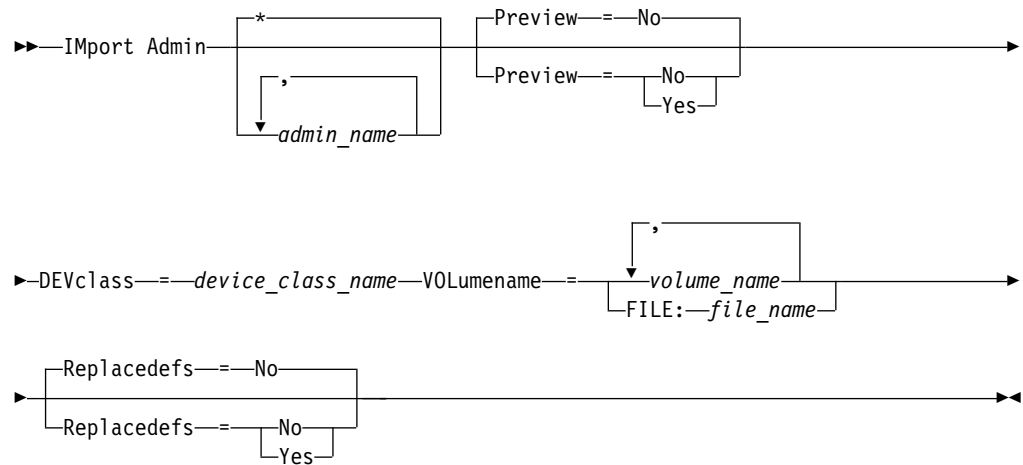 *
Preview = No
IMport Admin
,
Preview = No
Yes
admin_name
,
DEVclass = device_class_name VOLumename = volume_name
FILE: file_name
Replacedefs = No
Replacedefs = No
Yes